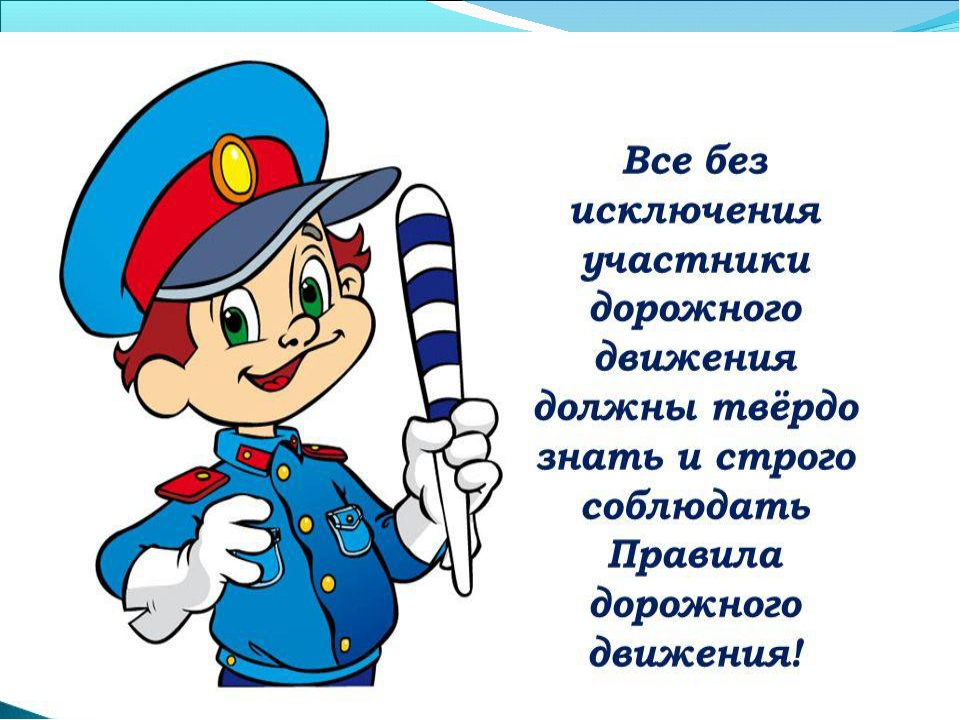 Все без
исключения
участники
дорожного
движения
должны твёрдо
знать и строго
соблюдать
Правила
дорожного
движения!